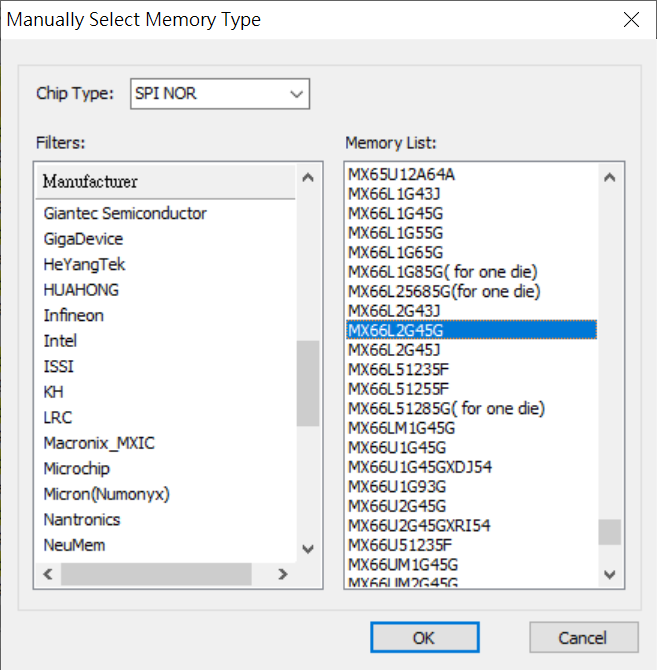 Manually Select Memory Type
Chip Type: SPI NOR
Filters:
Manufacturer
Giantec Semiconductor
GigaDevice
HeYangTek
HUAHONG
Infineon
Intel
ISSI
KH
LRC
Macronix_MXIC
Microchip
Micron(Numonyx)
Nantronics
NeuMem
Memory List:
MX65U12A64A
MX66L1G43J
MX66L1G45G
MX66L1G55G
MX66L1G65G
MX66L1G85G( for one die)
MX66L25685G(for one die)
MX66L2G43J
MX66L2G45G
MX66L2G45J
MX66L51235F
MX66L51255F
MX66L51285G( for one die)
MX66LM1G45G
MX66U1G45G
MX66U1G45GXDJ54
MX66U1G93G
MX66U2G45G
MX66U2G45GXRI54
MX66U51235F
MX66UM1G45G
MX66UM2G45G
OK
Cancel